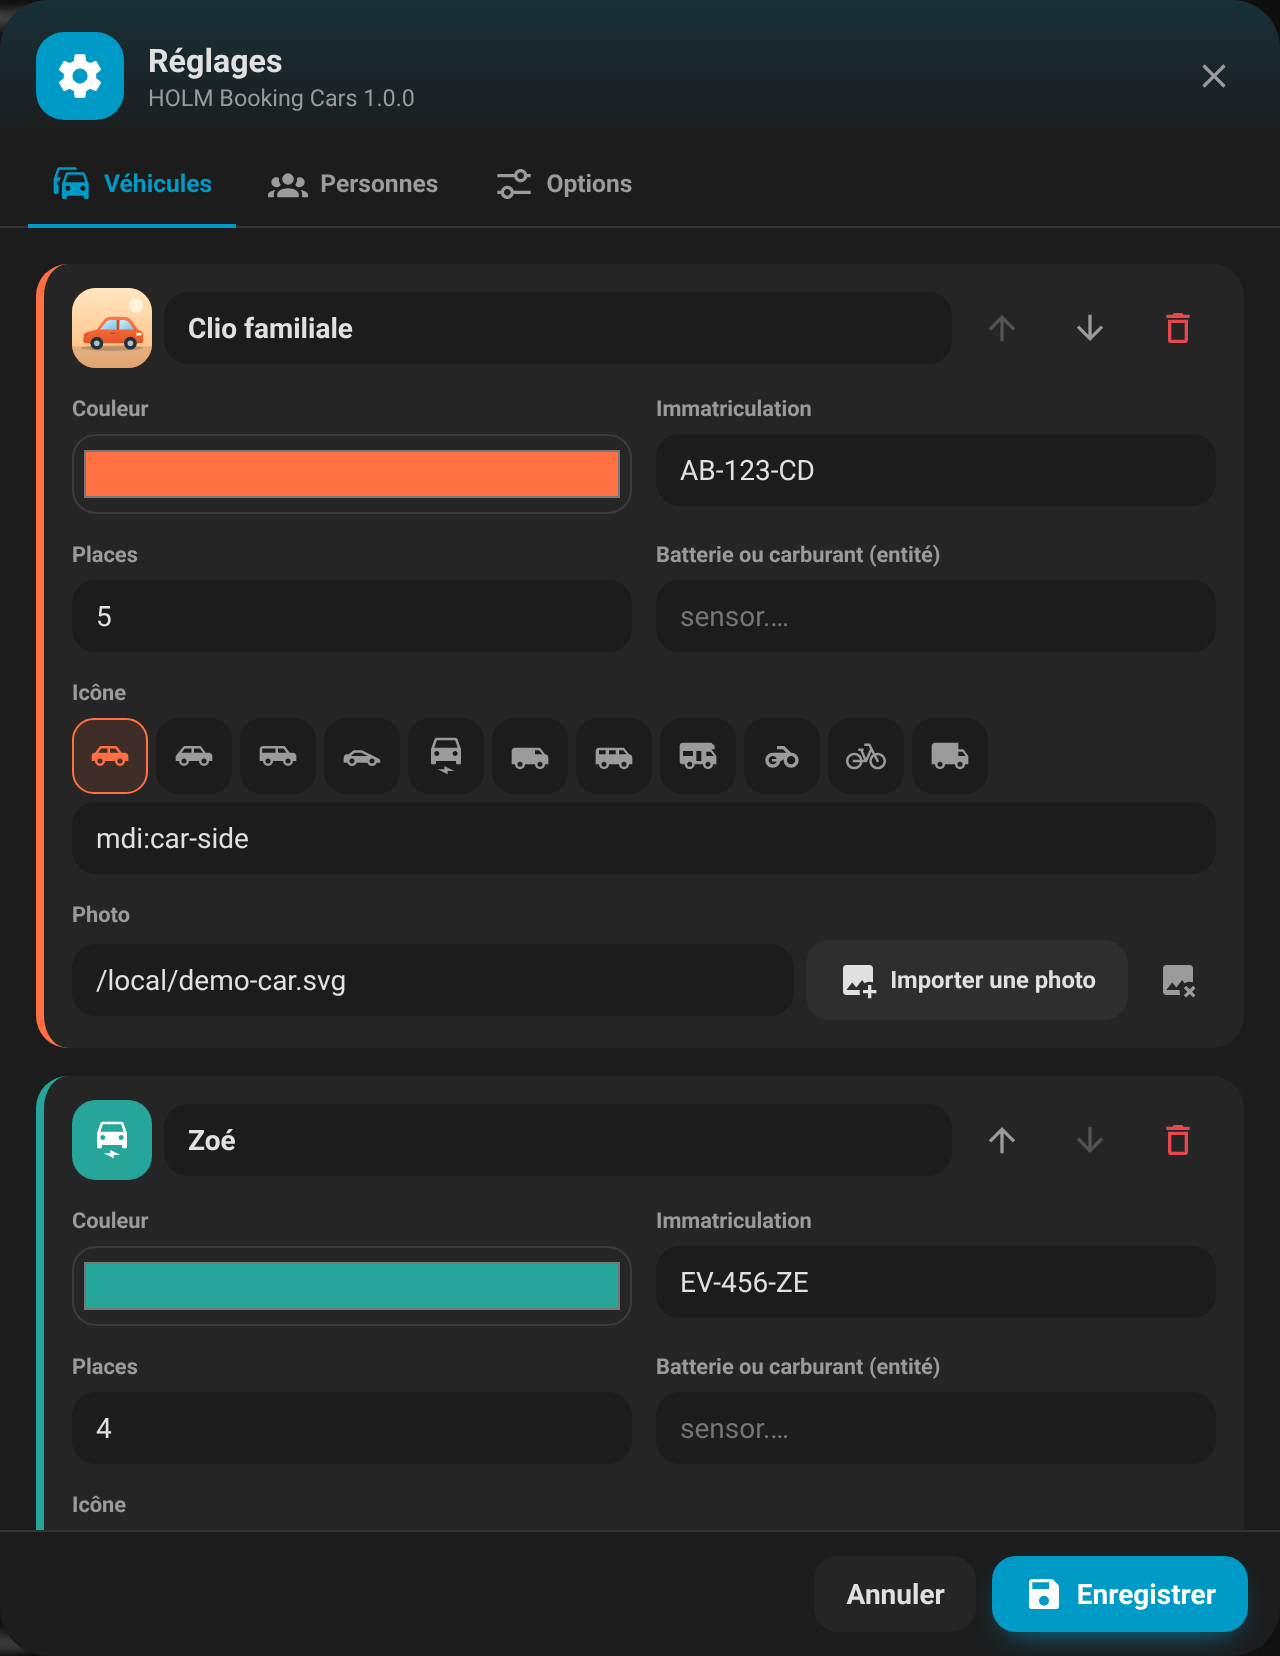 Réglages
HOLM Booking Cars 1.0.0
Véhicules Personnes Options
Clio familiale
Couleur Immatriculation
AB-123-CD
Places Batterie ou carburant (entité)
5 sensor....
Icône
mdi:car-side
Photo
/local/demo-car.svg Importer une photo
Zoé
Couleur Immatriculation
EV-456-ZE
Places Batterie ou carburant (entité)
4 sensor....
Icône
Annuler Enregistrer